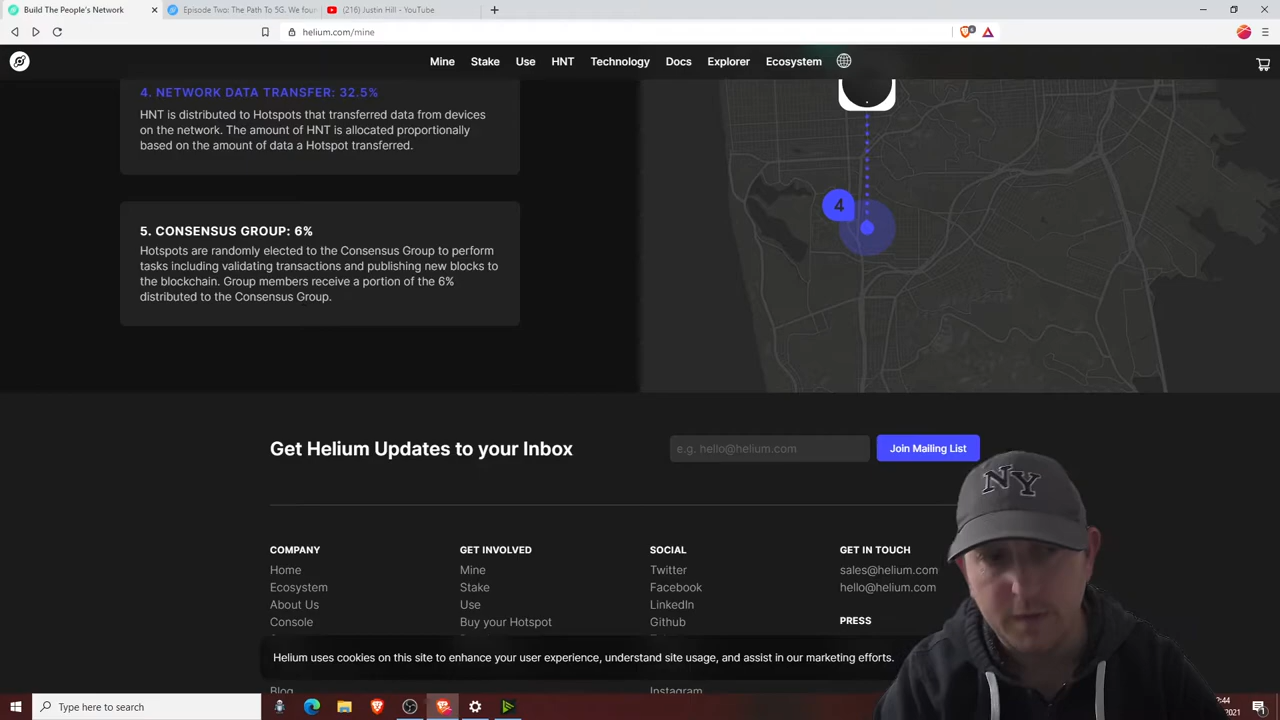 Build The People's Network
Episode Two: The Path To 5G. We four
(216) Justin Hill - YouTube
helium.com/mine
Mine
Stake
Use
HNT
Technology
Docs
Explorer
Ecosystem
4. NETWORK DATA TRANSFER: 32.5%
HNT is distributed to Hotspots that transferred data from devices
on the network. The amount of HNT is allocated proportionally
based on the amount of data a Hotspot transferred.
4
5. CONSENSUS GROUP: 6%
Hotspots are randomly elected to the Consensus Group to perform
tasks including validating transactions and publishing new blocks to
the blockchain. Group members receive a portion of the 6%
distributed to the Consensus Group.
Get Helium Updates to your Inbox
e.g. hello@helium.com
Join Mailing List
NY
COMPANY
Home
Ecosystem
About Us
Console
Blog
GET INVOLVED
Mine
Stake
Use
Buy your Hotspot
SOCIAL
Twitter
Facebook
LinkedIn
Github
Instagram
GET IN TOUCH
sales@helium.com
hello@helium.com
PRESS
Helium uses cookies on this site to enhance your user experience, understand site usage, and assist in our marketing efforts.
Type here to search
:44
2021